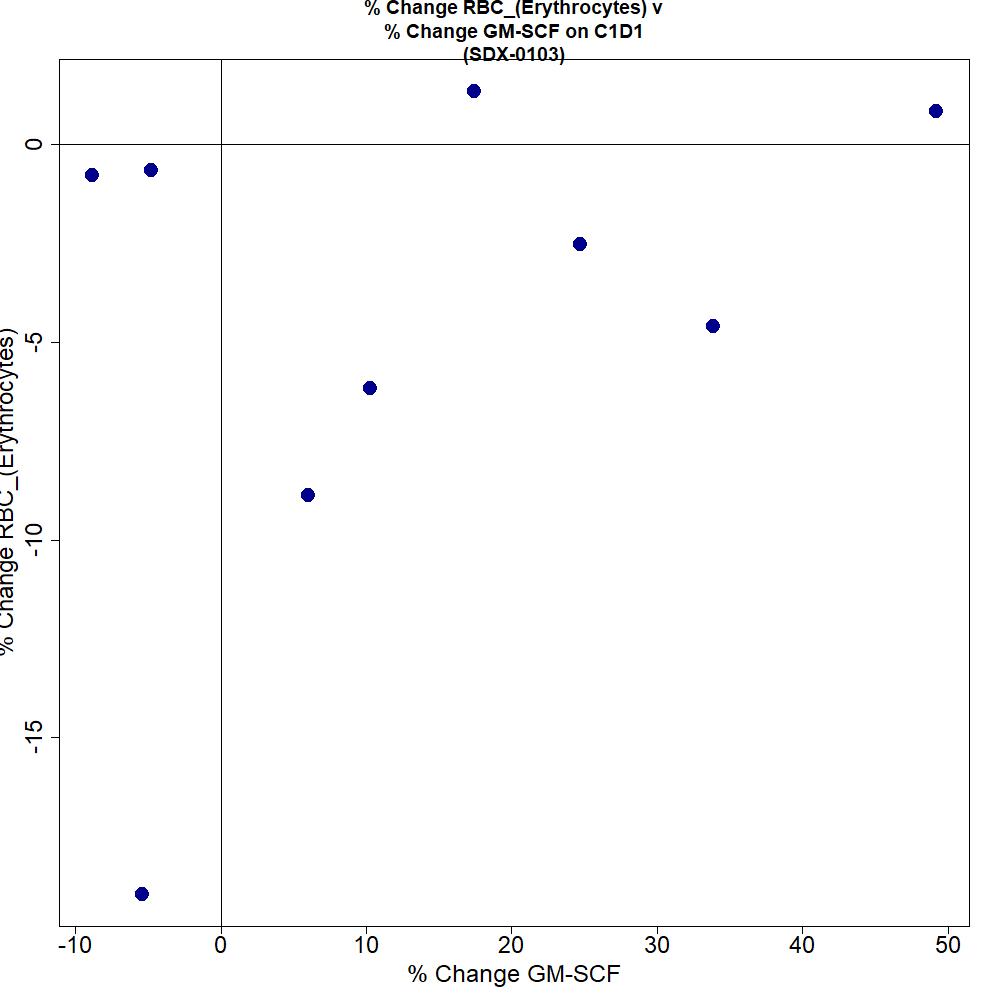 % Change RBC_(Erythrocytes) v
% Change GM-SCF on C1D1
(SDX-0103)
% Change RBC_(Erythrocytes)
0
-5
-10
-15
-10
0
10
20
30
40
50
% Change GM-SCF